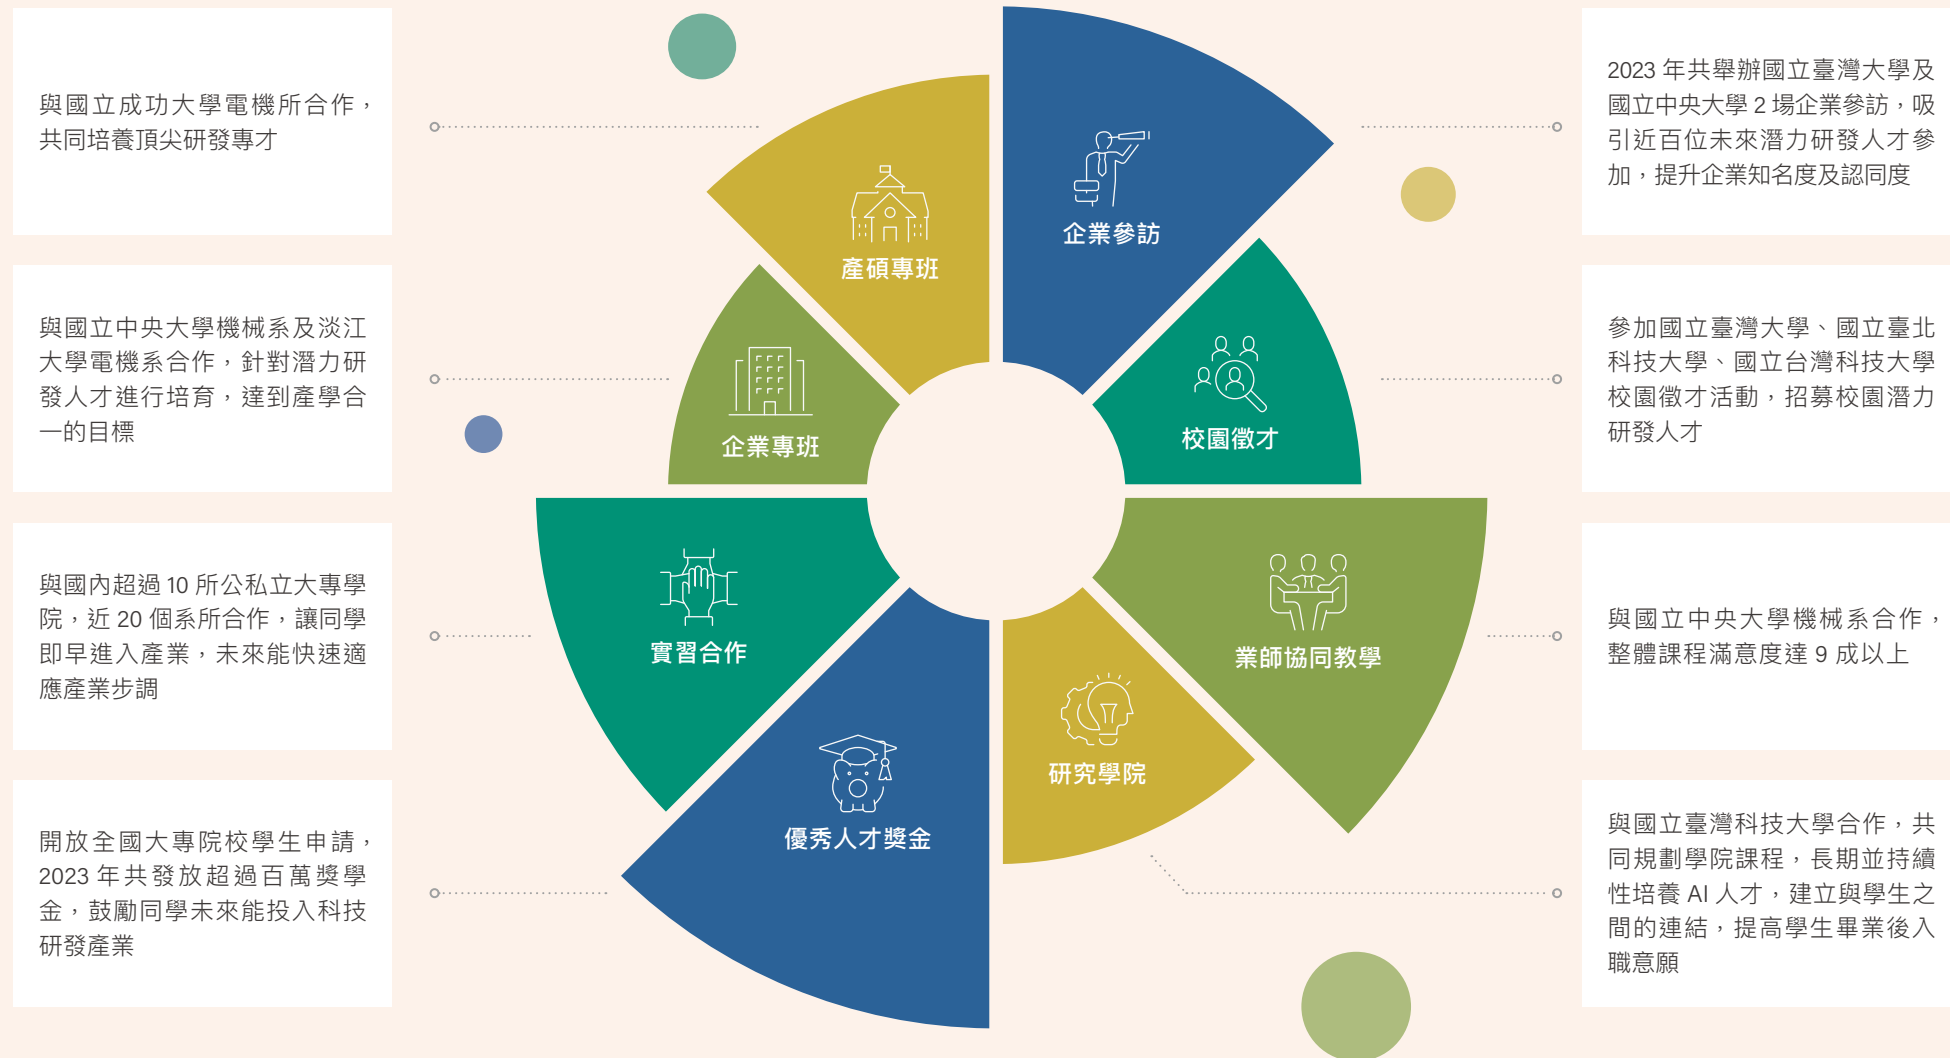 與國立成功大學電機所合作，
共同培養頂尖研發專才
與國立中央大學機械系及淡江
大學電機系合作，針對潛力研
發人才進行培育，達到產學合
一的目標
與國內超過 10 所公私立大專學
院，近 20 個系所合作，讓同學
即早進入產業，未來能快速適
應產業步調
開放全國大專院校學生申請，
2023 年共發放超過百萬獎學
金，鼓勵同學未來能投入科技
研發產業
產碩專班
企業專班
實習合作
優秀人才獎金
企業參訪
校園徵才
業師協同教學
研究學院
2023 年共舉辦國立臺灣大學及
國立中央大學 2 場企業參訪，吸
引近百位未來潛力研發人才參
加，提升企業知名度及認同度
參加國立臺灣大學、國立臺北
科技大學、國立台灣科技大學
校園徵才活動，招募校園潛力
研發人才
與國立中央大學機械系合作，
整體課程滿意度達 9 成以上
與國立臺灣科技大學合作，共
同規劃學院課程，長期並持續
性培養 AI 人才，建立與學生之
間的連結，提高學生畢業後入
職意願